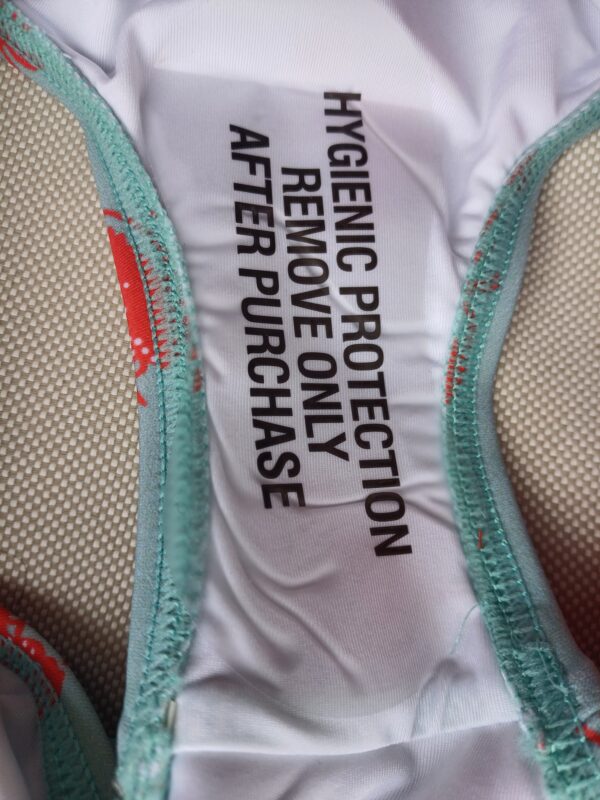 HYGIENIC PROTECTION
REMOVE ONLY
AFTER PURCHASE